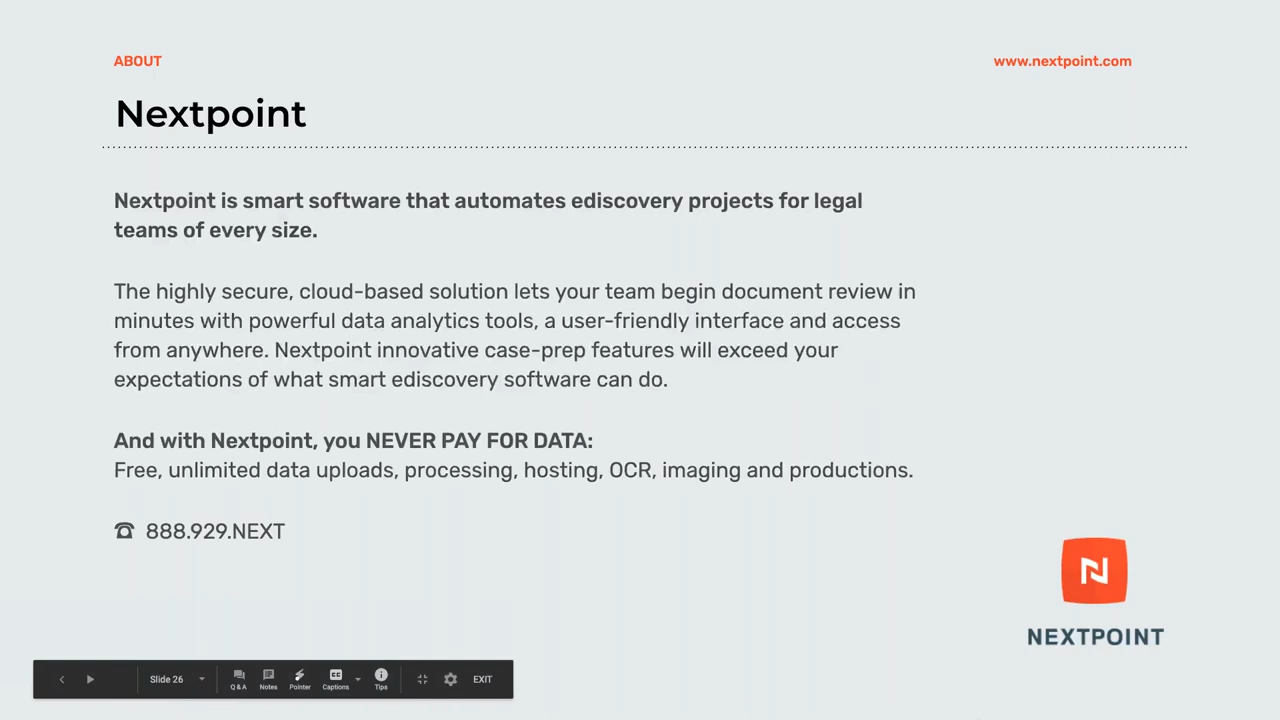 ABOUT
www.nextpoint.com
Nextpoint
Nextpoint is smart software that automates ediscovery projects for legal
teams of every size.
The highly secure, cloud-based solution lets your team begin document review in
minutes with powerful data analytics tools, a user-friendly interface and access
from anywhere. Nextpoint innovative case-prep features will exceed your
expectations of what smart ediscovery software can do.
And with Nextpoint, you NEVER PAY FOR DATA:
Free, unlimited data uploads, processing, hosting, OCR, imaging and productions.
☎ 888.929.NEXT
N
NEXTPOINT
Slide 26
Q & A
Notes
Pointer
CC
Captions
Tips
EXIT